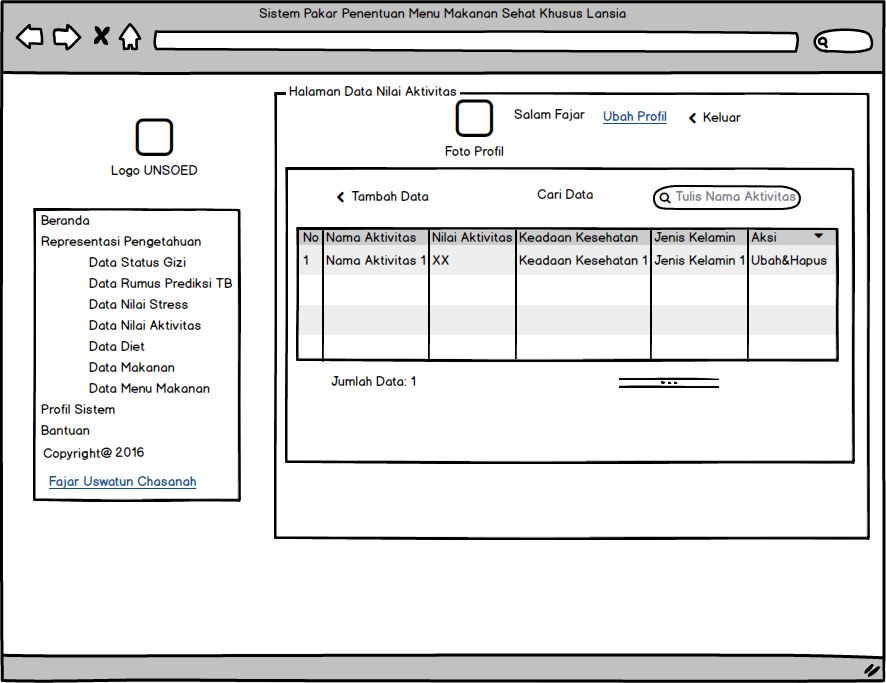 Sistem Pakar Penentuan Menu Makanan Sehat Khusus Lansia
Halaman Data Nilai Aktivitas
Salam Fajar Ubah Profil Keluar
Foto Profil
Logo UNSOED
Beranda
Representasi Pengetahuan
Data Status Gizi
Data Rumus Prediksi TB
Data Nilai Stress
Data Nilai Aktivitas
Data Diet
Data Makanan
Data Menu Makanan
Profil Sistem
Bantuan
Copyright@ 2016
Fajar Uswatun Chasanah
Tambah Data Cari Data Tulis Nama Aktivitas
No Nama Aktivitas Nilai Aktivitas Keadaan Kesehatan Jenis Kelamin Aksi
1 Nama Aktivitas 1 XX Keadaan Kesehatan 1 Jenis Kelamin 1 Ubah&Hapus
Jumlah Data: 1